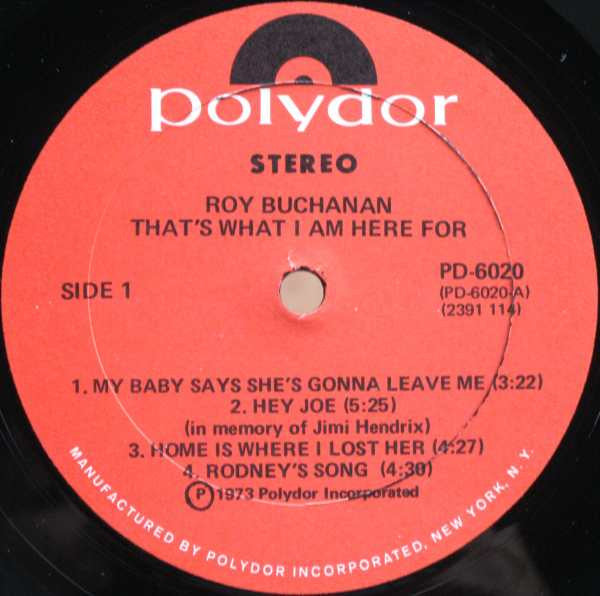 polydor
STEREO
ROY BUCHANAN
THAT'S WHAT I AM HERE FOR
SIDE 1
PD-6020
(PD-6020-A)
(2391 114)
1. MY BABY SAYS SHE'S GONNA LEAVE ME (3:22)
2. HEY JOE (5:25)
(in memory of Jimi Hendrix)
3. HOME IS WHERE I LOST HER (4:27)
4. RODNEY'S SONG (4:30)
Ⓟ 1973 Polydor Incorporated
MANUFACTURED BY POLYDOR INCORPORATED, NEW YORK, N. Y.